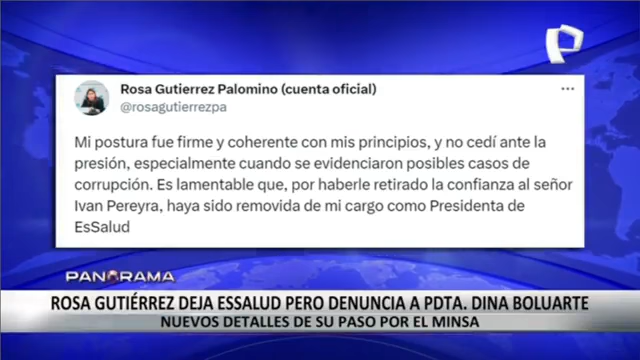 Rosa Gutierrez Palomino (cuenta oficial)
@rosagutierrezpa
Mi postura fue firme y coherente con mis principios, y no cedí ante la
presión, especialmente cuando se evidenciaron posibles casos de
corrupción. Es lamentable que, por haberle retirado la confianza al señor
Ivan Pereyra, haya sido removida de mi cargo como Presidenta de
EsSalud
PANORAMA
ROSA GUTIÉRREZ DEJA ESSALUD PERO DENUNCIA A PDTA. DINA BOLUARTE
NUEVOS DETALLES DE SU PASO POR EL MINSA